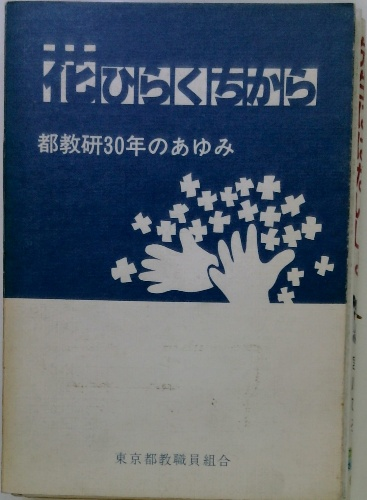 花ひらくちから
都教研30年のあゆみ
東京都教職員組合